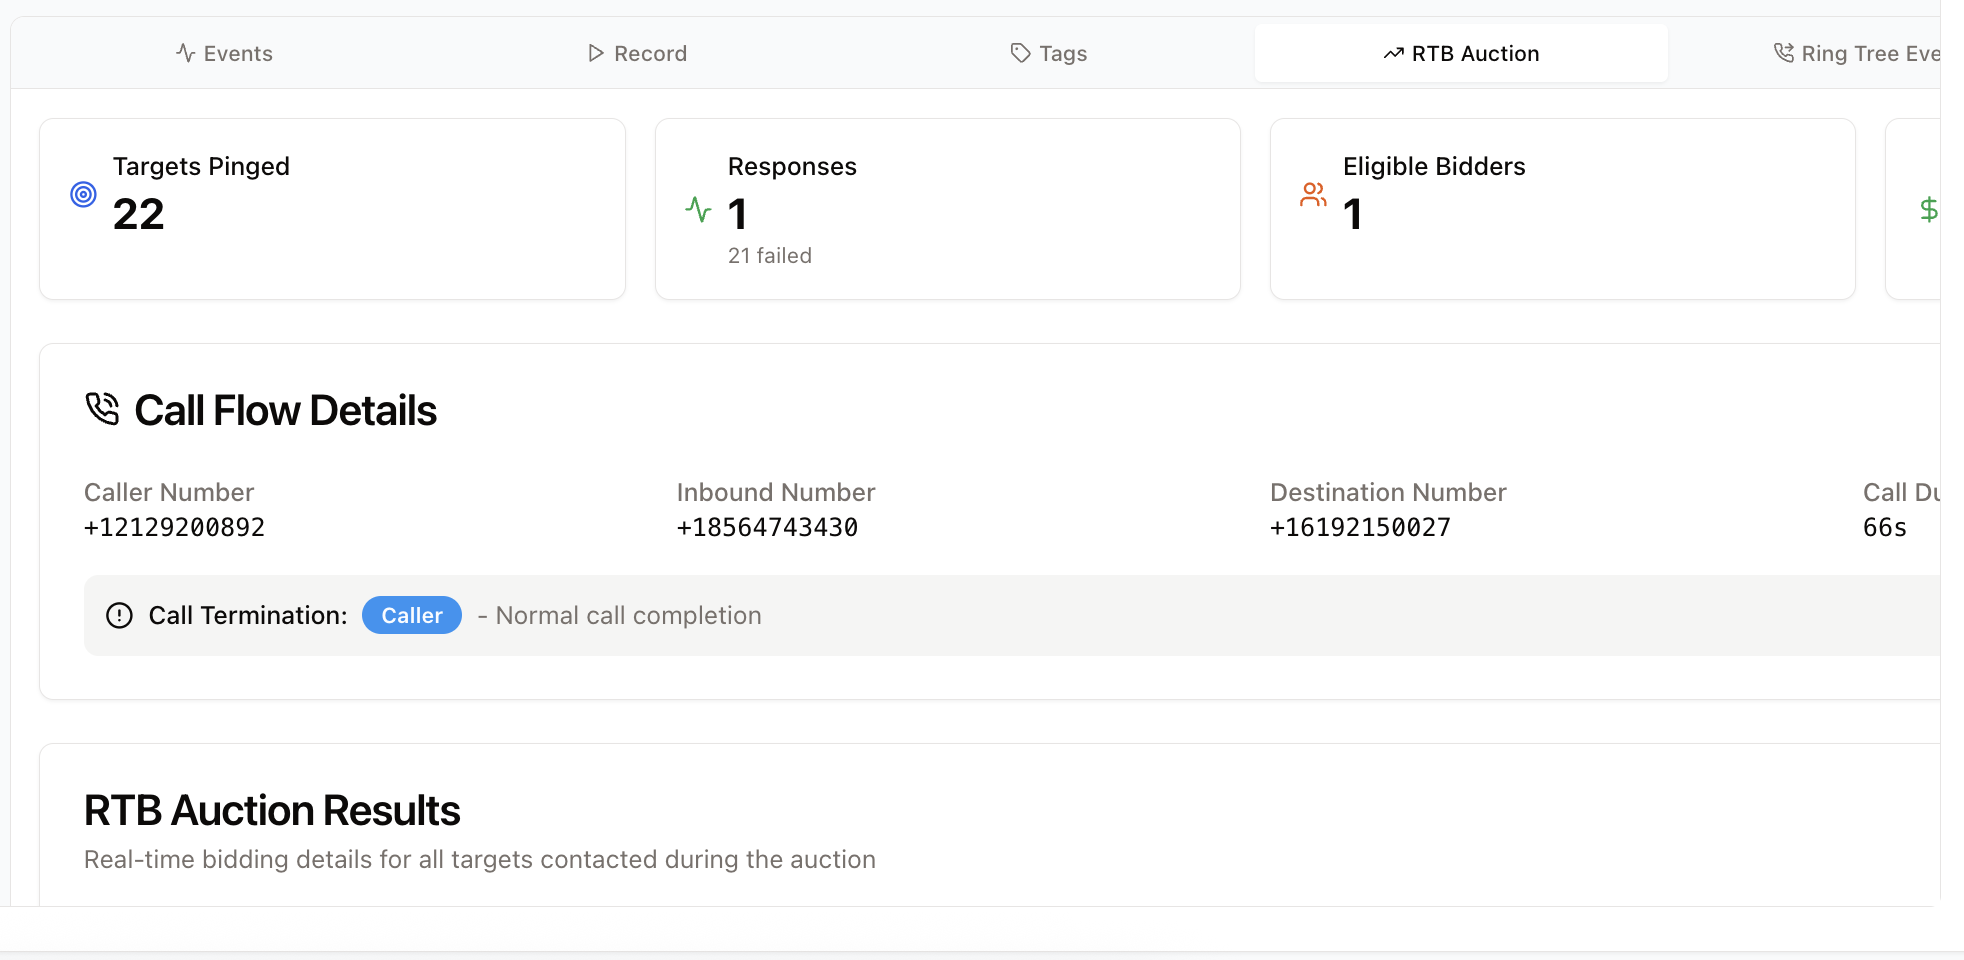 Events
Record
Tags
RTB Auction
Ring Tree Eve
Targets Pinged
22
Responses
1
21 failed
Eligible Bidders
1
$
Call Flow Details
Caller Number
+12129200892
Inbound Number
+18564743430
Destination Number
+16192150027
Call Du
66s
Call Termination: Caller - Normal call completion
RTB Auction Results
Real-time bidding details for all targets contacted during the auction